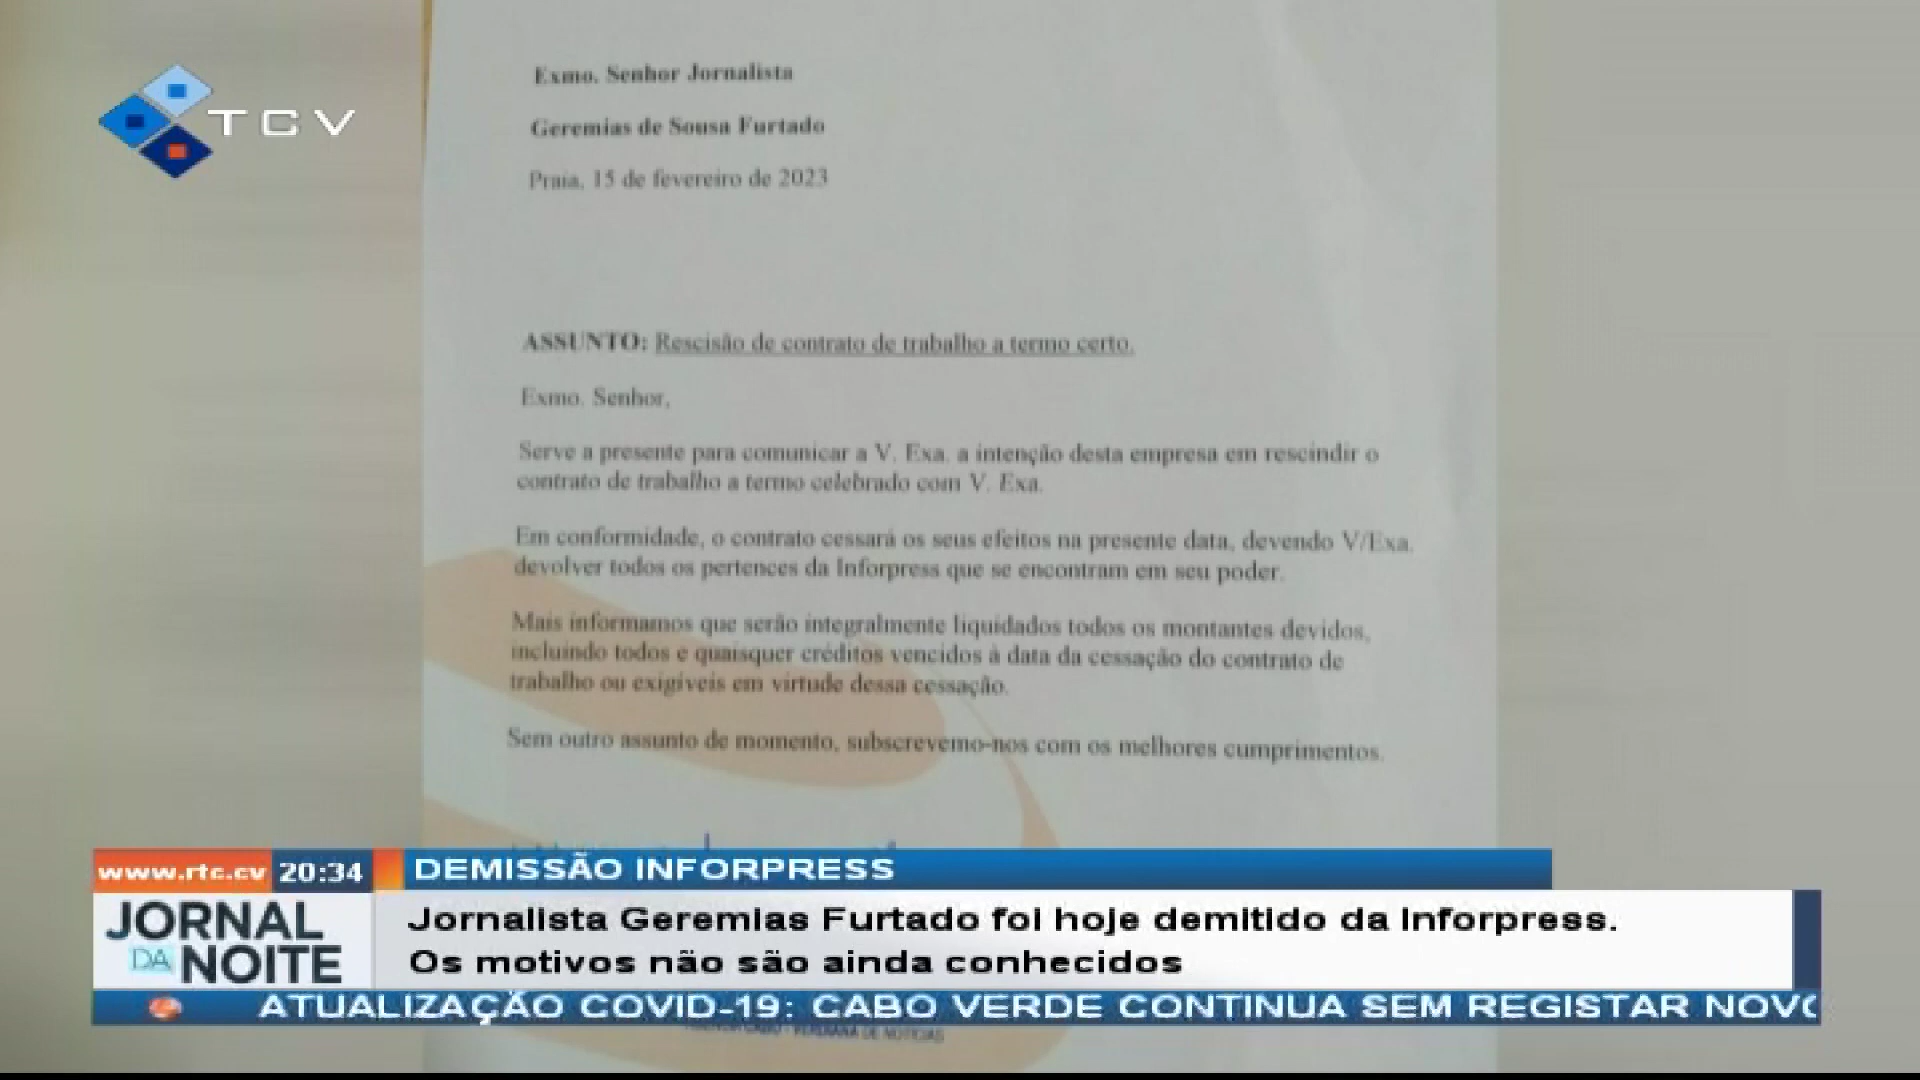 TCV
Exmo. Senhor Jornalista
Geremias de Sousa Furtado
Praia, 15 de fevereiro de 2023
ASSUNTO: Rescisão de contrato de trabalho a termo certo.
Exmo. Senhor,
Serve a presente para comunicar a V. Exa. a intenção desta empresa em rescindir o
contrato de trabalho a termo celebrado com V. Exa.
Em conformidade, o contrato cessará os seus efeitos na presente data, devendo V/Exa.
devolver todos os pertences da Inforpress que se encontram em seu poder.
Mais informamos que serão integralmente liquidados todos os montantes devidos,
incluindo todos e quaisquer créditos vencidos à data da cessação do contrato de
trabalho ou exigíveis em virtude dessa cessação.
Sem outro assunto de momento, subscrevemo-nos com os melhores cumprimentos.
www.rtc.cv 20:34 DEMISSÃO INFORPRESS
JORNAL
DA NOITE
Jornalista Geremias Furtado foi hoje demitido da Inforpress.
Os motivos não são ainda conhecidos
ATUALIZAÇÃO COVID-19: CABO VERDE CONTINUA SEM REGISTAR NOVO
VERDIANA DE NOTÍCIAS